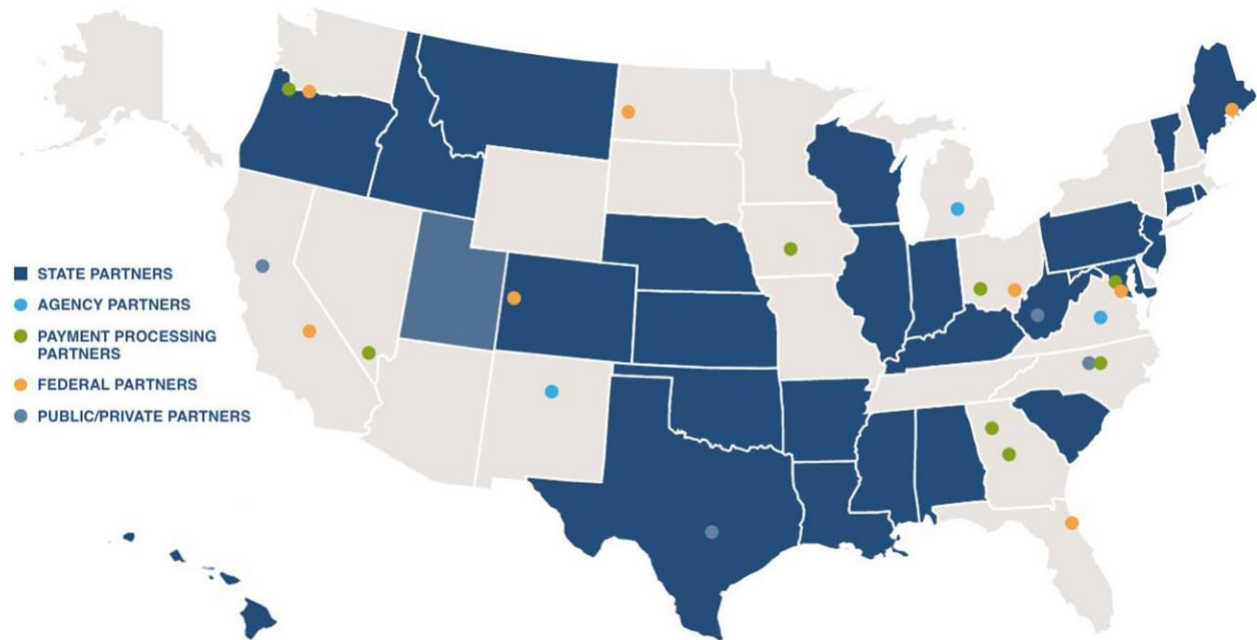 STATE PARTNERS
AGENCY PARTNERS
PAYMENT PROCESSING
PARTNERS
FEDERAL PARTNERS
PUBLIC/PRIVATE PARTNERS